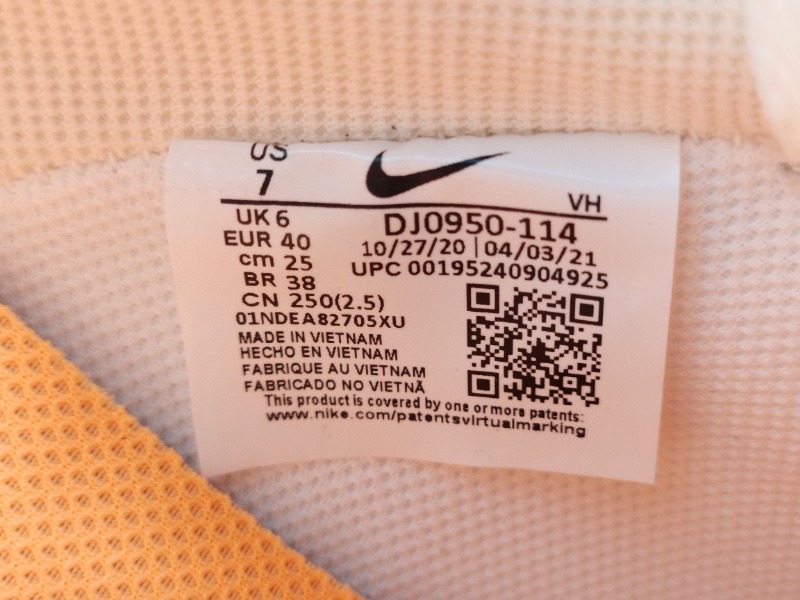 US
7
VH
UK 6
EUR 40
cm 25
BR 38
CN 250(2.5)
01NDEA82705XU
DJ0950-114
10/27/20 | 04/03/21
UPC 00195240904925
MADE IN VIETNAM
HECHO EN VIETNAM
FABRIQUE AU VIETNAM
FABRICADO NO VIETNÃ
This product is covered by one or more patents:
www.nike.com/patentsvirtualmarking